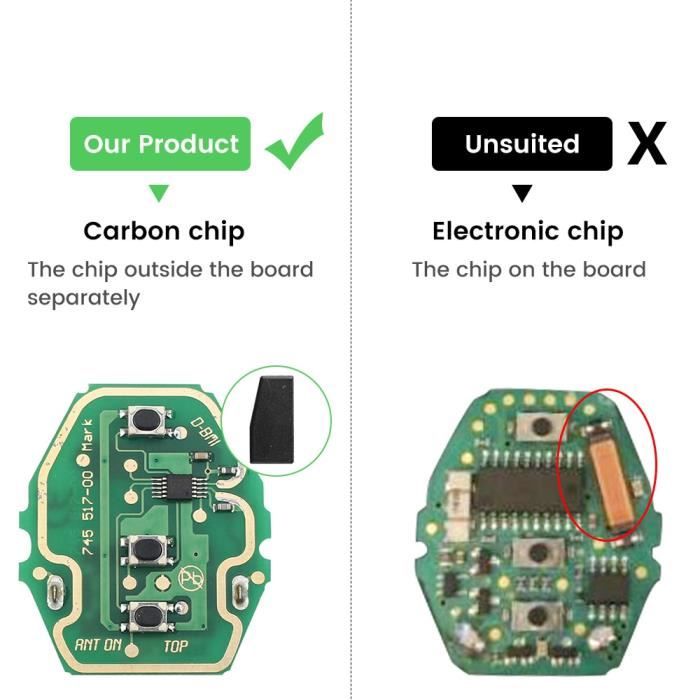 Our Product
Carbon chip
The chip outside the board
separately
Unsuited
X
Electronic chip
The chip on the board
D-BMI
745 517-00 Mark
Pb
ANT ON TOP